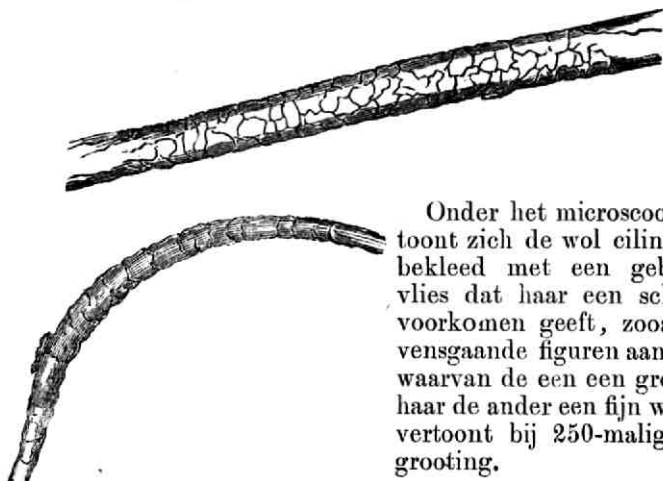 Onder het microscoo
toont zich de wol cilin
bekleed met een geb
vlies dat haar een sc
voorkomen geeft, zoo
vensgaande figuren aan
waarvan de een een gro
haar de ander een fijn w
vertoont bij 250-malig
grooting.